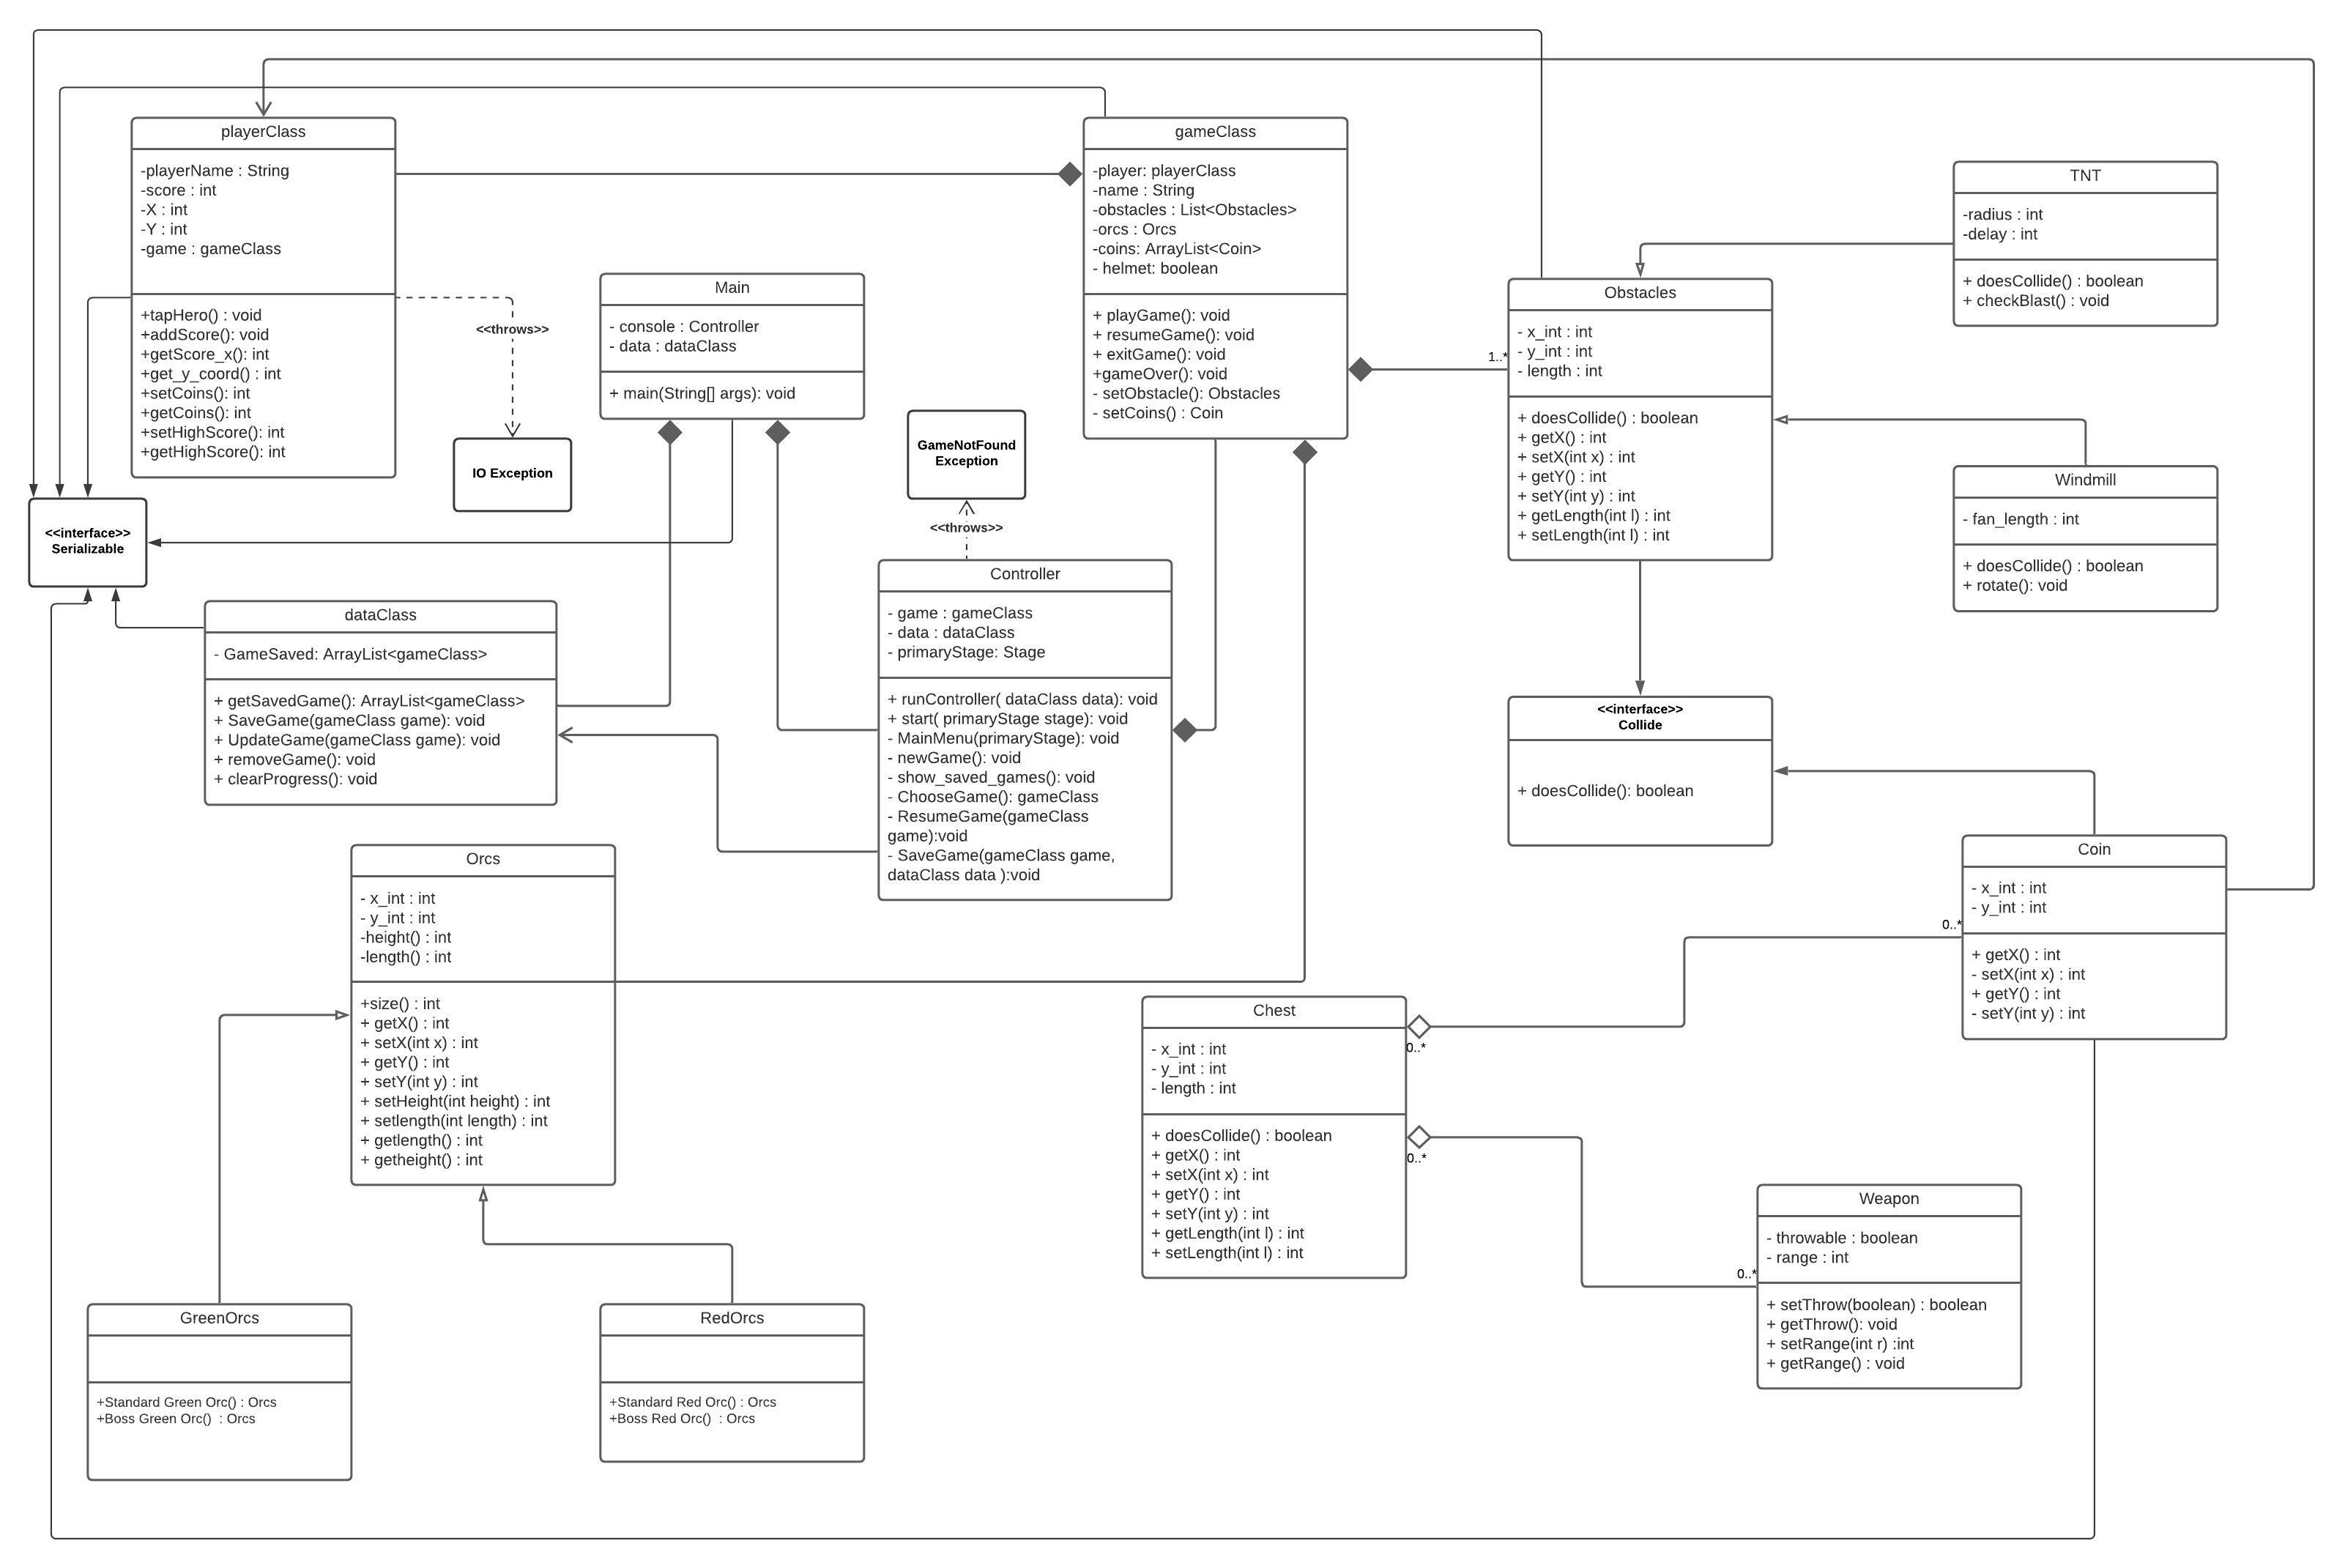 playerClass
-playerName : String
-score : int
-X : int
-Y : int
-game : gameClass
+tapHero() : void
+addScore(): void
+getScore_x(): int
+get_y_coord() : int
+setCoins(): int
+getCoins(): int
+setHighScore(): int
+getHighScore(): int
<<throws>>
IO Exception
<<interface>>
Serializable
Main
- console : Controller
- data : dataClass
+ main(String[] args): void
gameClass
-player: playerClass
-name : String
-obstacles : List<Obstacles>
-orcs : Orcs
-coins: ArrayList<Coin>
- helmet: boolean
+ playGame(): void
+ resumeGame(): void
+ exitGame(): void
+gameOver(): void
- setObstacle(): Obstacles
- setCoins() : Coin
1..*
Obstacles
- x_int : int
- y_int : int
- length : int
+ doesCollide() : boolean
+ getX() : int
+ setX(int x) : int
+ getY() : int
+ setY(int y) : int
+ getLength(int l) : int
+ setLength(int l) : int
TNT
-radius : int
-delay : int
+ doesCollide() : boolean
+ checkBlast() : void
Windmill
- fan_length : int
+ doesCollide() : boolean
+ rotate(): void
GameNotFound
Exception
<<throws>>
Controller
- game : gameClass
- data : dataClass
- primaryStage: Stage
+ runController( dataClass data): void
+ start( primaryStage stage): void
- MainMenu(primaryStage): void
- newGame(): void
- show_saved_games(): void
- ChooseGame(): gameClass
- ResumeGame(gameClass
game):void
- SaveGame(gameClass game,
dataClass data ):void
dataClass
- GameSaved: ArrayList<gameClass>
+ getSavedGame(): ArrayList<gameClass>
+ SaveGame(gameClass game): void
+ UpdateGame(gameClass game): void
+ removeGame(): void
+ clearProgress(): void
<<interface>>
Collide
+ doesCollide(): boolean
Coin
- x_int : int
- y_int : int
+ getX() : int
- setX(int x) : int
+ getY() : int
- setY(int y) : int
0..*
Orcs
- x_int : int
- y_int : int
-height() : int
-length() : int
+size() : int
+ getX() : int
+ setX(int x) : int
+ getY() : int
+ setY(int y) : int
+ setHeight(int height) : int
+ setlength(int length) : int
+ getlength() : int
+ getheight() : int
Chest
- x_int : int
- y_int : int
- length : int
+ doesCollide() : boolean
+ getX() : int
+ setX(int x) : int
+ getY() : int
+ setY(int y) : int
+ getLength(int l) : int
+ setLength(int l) : int
0..*
0..*
0..*
Weapon
- throwable : boolean
- range : int
+ setThrow(boolean) : boolean
+ getThrow(): void
+ setRange(int r) :int
+ getRange() : void
GreenOrcs
+Standard Green Orc() : Orcs
+Boss Green Orc()  : Orcs
RedOrcs
+Standard Red Orc() : Orcs
+Boss Red Orc()  : Orcs